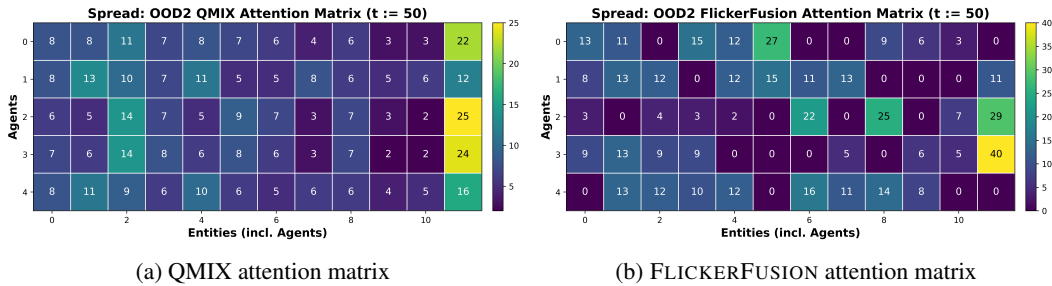 Spread: OOD2 QMIX Attention Matrix (t := 50)
Agents
0 8 8 11 7 8 7 6 4 6 3 3 22
1 8 13 10 7 11 5 5 8 6 5 6 12
2 6 5 14 7 5 9 7 3 7 3 2 25
3 7 6 14 8 6 8 6 3 7 2 2 24
4 8 11 9 6 10 6 5 6 6 4 5 16
0 2 4 6 8 10
Entities (incl. Agents)
25
20
15
10
5
(a) QMIX attention matrix
Spread: OOD2 FlickerFusion Attention Matrix (t := 50)
Agents
0 13 11 0 15 12 27 0 0 9 6 3 0
1 8 13 12 0 12 15 11 13 0 0 0 11
2 3 0 4 3 2 0 22 0 25 0 7 29
3 9 13 9 9 0 0 0 5 0 6 5 40
4 0 13 12 10 12 0 16 11 14 8 0 0
0 2 4 6 8 10
Entities (incl. Agents)
40
35
30
25
20
15
10
5
0
(b) FLICKERFUSION attention matrix